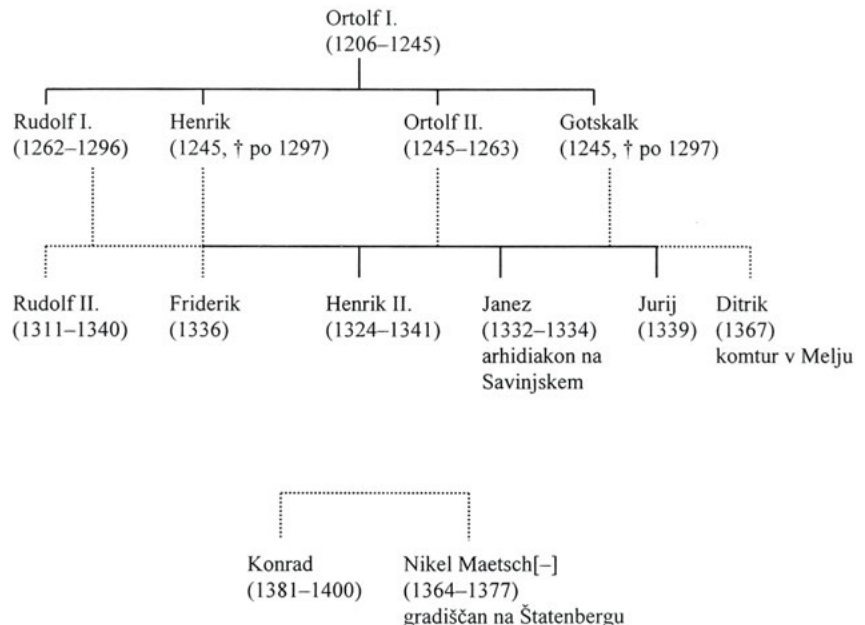 Ortolf I.
(1206–1245)
Rudolf I. Henrik Ortolf II. Gotskalk
(1262–1296) (1245, † po 1297) (1245–1263) (1245, † po 1297)
Rudolf II. Friderik Henrik II. Janez Jurij Ditrik
(1311–1340) (1336) (1324–1341) (1332–1334) (1339) (1367)
arhidiakon na komtur v Melju
Savinjskem
Konrad Nikel Maetsch[–]
(1381–1400) (1364–1377)
gradiščan na Štatenbergu